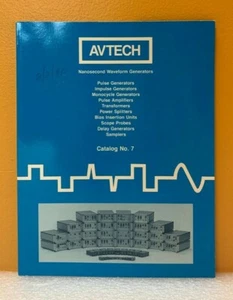 AVTECH
Nanosecond Waveform Generators
Pulse Generators
Impulse Generators
Monocycle Generators
Pulse Amplifiers
Transformers
Power Splitters
Bias Insertion Units
Scope Probes
Delay Generators
Samplers
Catalog No. 7